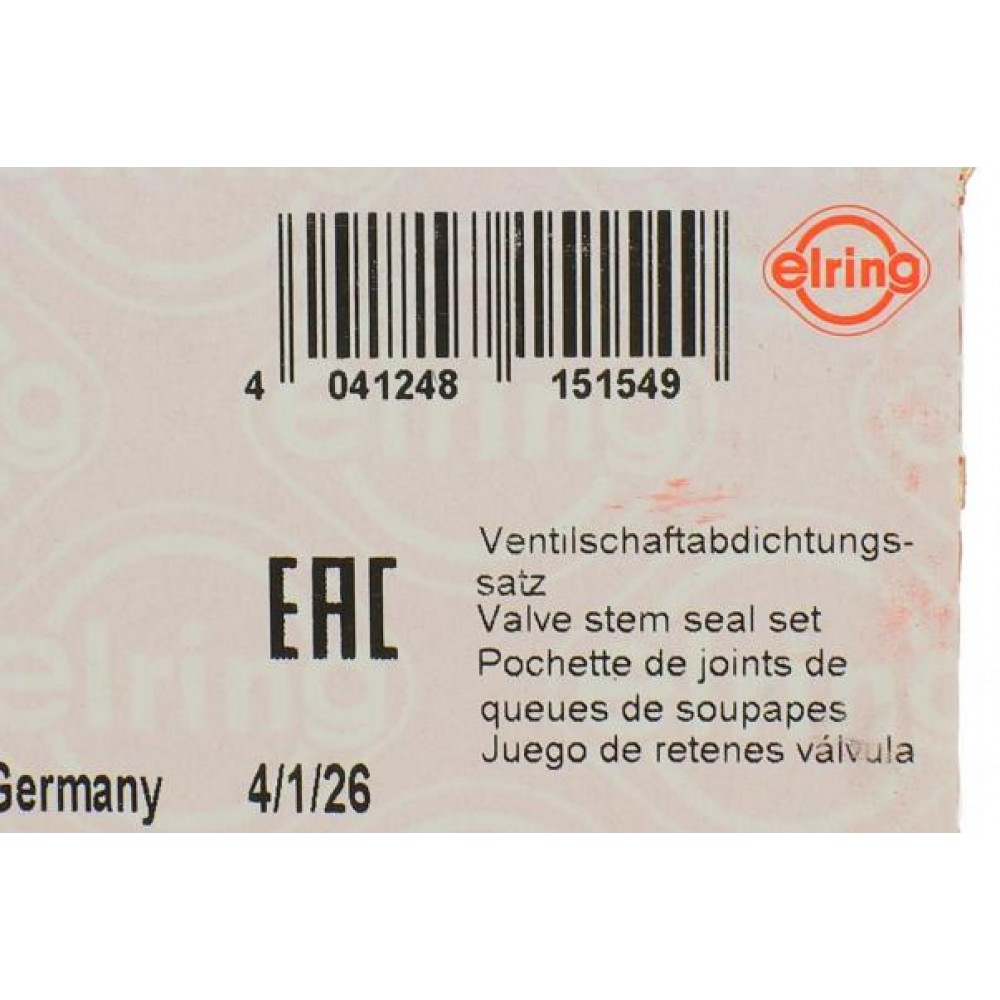 elring
4 041248 151549
Ventilschaftabdichtungs-
satz
Valve stem seal set
Pochette de joints de
queues de soupapes
Juego de retenes válvula
EAC
Germany 4/1/26